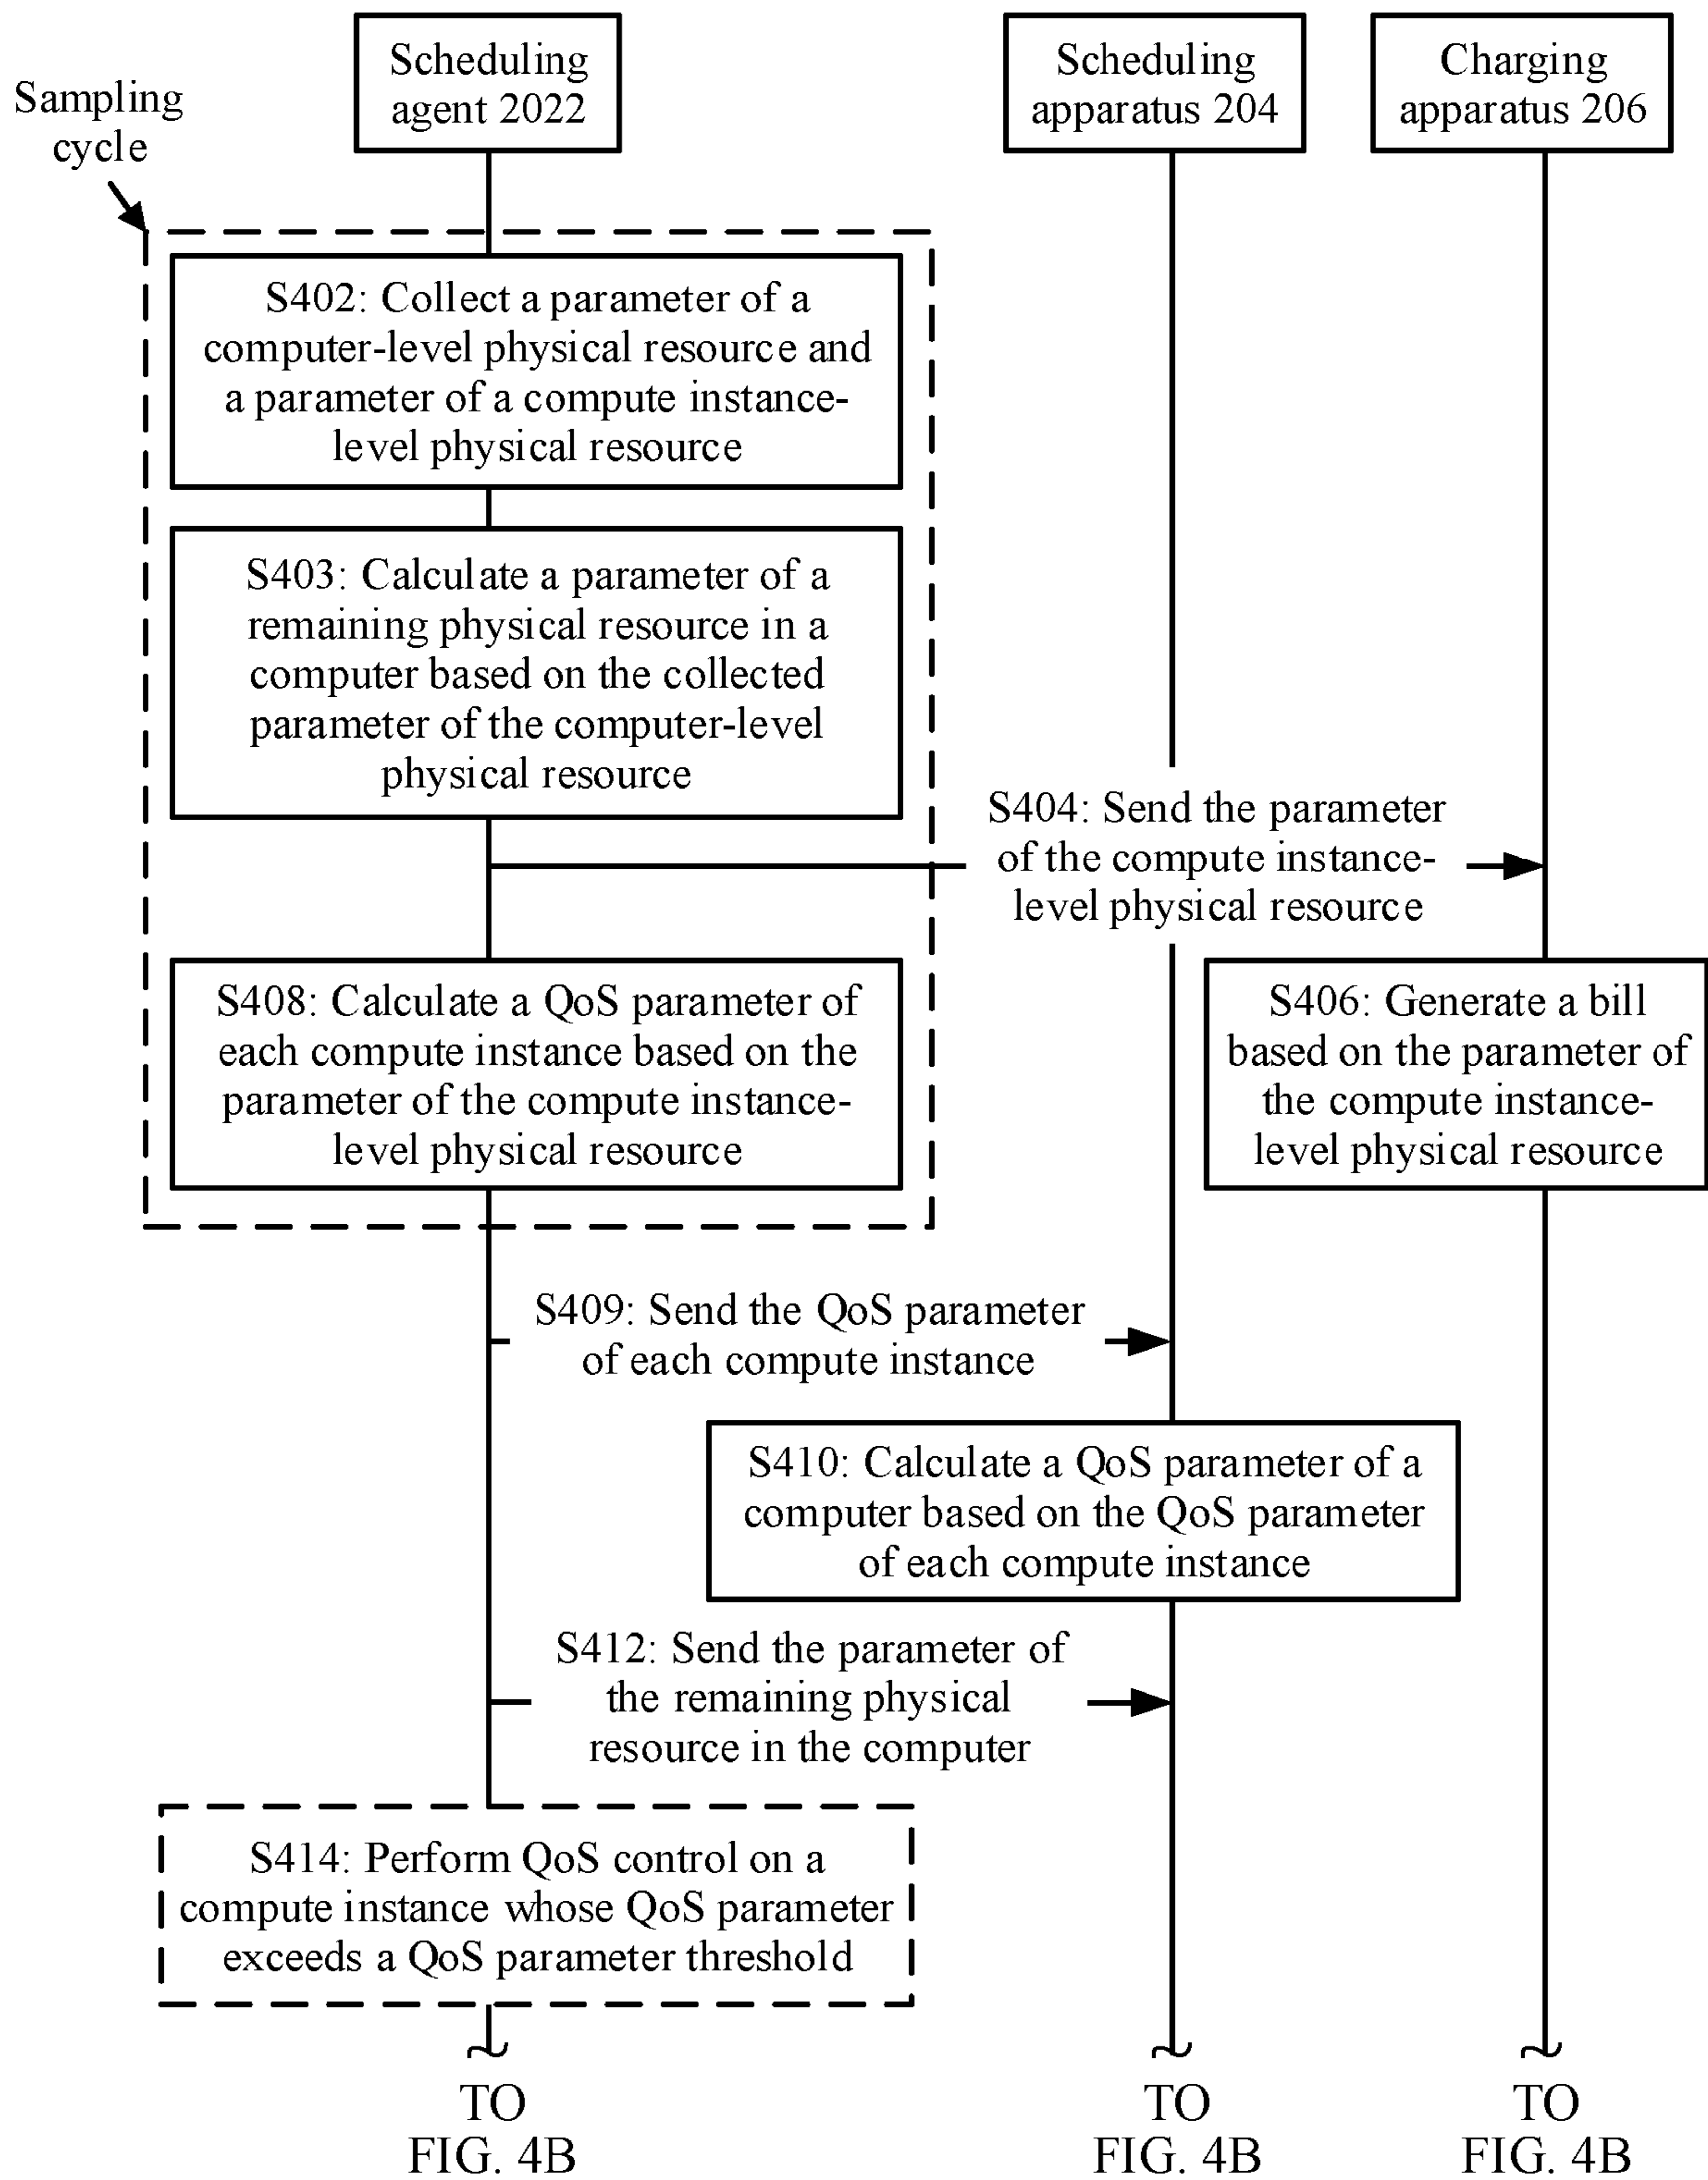 Scheduling
agent 2022
Scheduling
apparatus 204
Charging
apparatus 206
Sampling
cycle
S402: Collect a parameter of a
computer-level physical resource and
a parameter of a compute instance-
level physical resource
S403: Calculate a parameter of a
remaining physical resource in a
computer based on the collected
parameter of the computer-level
physical resource
S404: Send the parameter
of the compute instance-
level physical resource
S408: Calculate a QoS parameter of
each compute instance based on the
parameter of the compute instance-
level physical resource
S406: Generate a bill
based on the parameter of
the compute instance-
level physical resource
S409: Send the QoS parameter
of each compute instance
S410: Calculate a QoS parameter of a
computer based on the QoS parameter
of each compute instance
S412: Send the parameter of
the remaining physical
resource in the computer
S414: Perform QoS control on a
compute instance whose QoS parameter
exceeds a QoS parameter threshold
TO
FIG. 4B
TO
FIG. 4B
TO
FIG. 4B